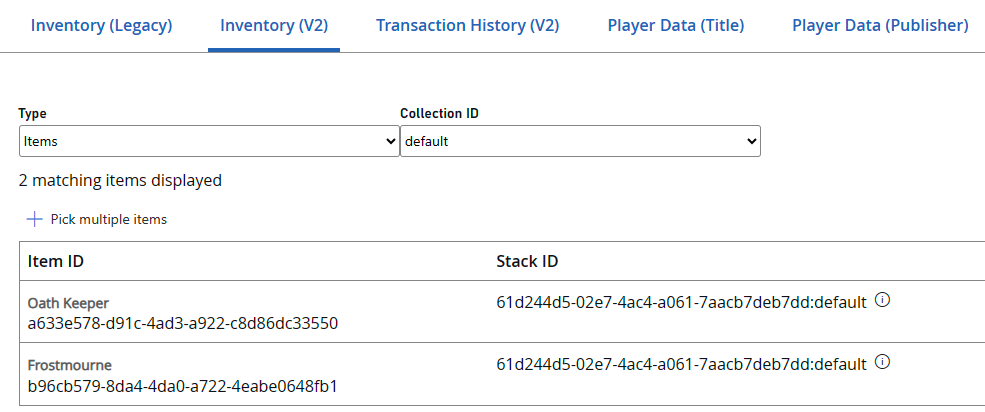 Inventory (Legacy) Inventory (V2) Transaction History (V2) Player Data (Title) Player Data (Publisher)
Type Collection ID
Items default
2 matching items displayed
Pick multiple items
Item ID Stack ID
Oath Keeper
a633e578-d91c-4ad3-a922-c8d86dc33550 61d244d5-02e7-4ac4-a061-7aacb7deb7dd:default
Frostmourne
b96cb579-8da4-4da0-a722-4eabe0648fb1 61d244d5-02e7-4ac4-a061-7aacb7deb7dd:default